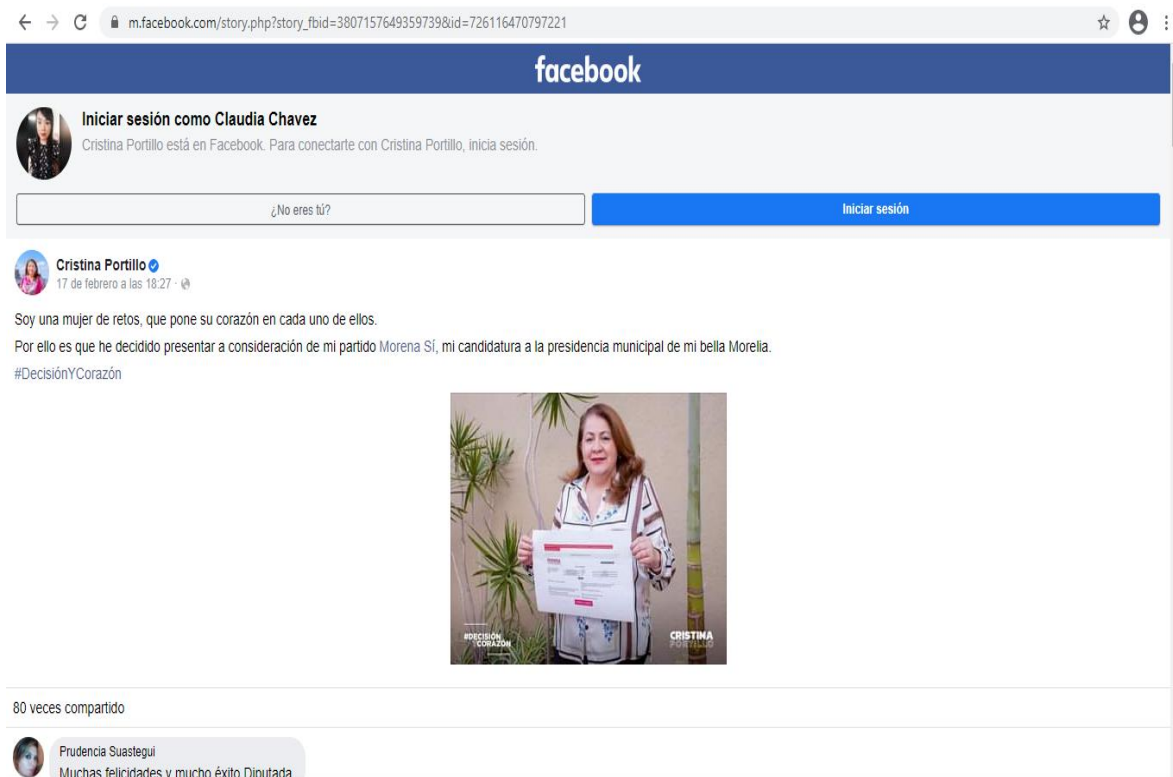 m.facebook.com/story.php?story_fbid=3807157649359739&id=726116470797221
facebook
Iniciar sesión como Claudia Chavez
Cristina Portillo está en Facebook. Para conectarte con Cristina Portillo, inicia sesión.
¿No eres tú?
Iniciar sesión
Cristina Portillo
17 de febrero a las 18:27 ·
Soy una mujer de retos, que pone su corazón en cada uno de ellos.
Por ello es que he decidido presentar a consideración de mi partido Morena Sí, mi candidatura a la presidencia municipal de mi bella Morelia.
#DecisiónYCorazón
#DECISIÓN
CORAZÓN
CRISTINA
PORTILLO
80 veces compartido
Prudencia Suastegui
Muchas felicidades y mucho éxito Diputada